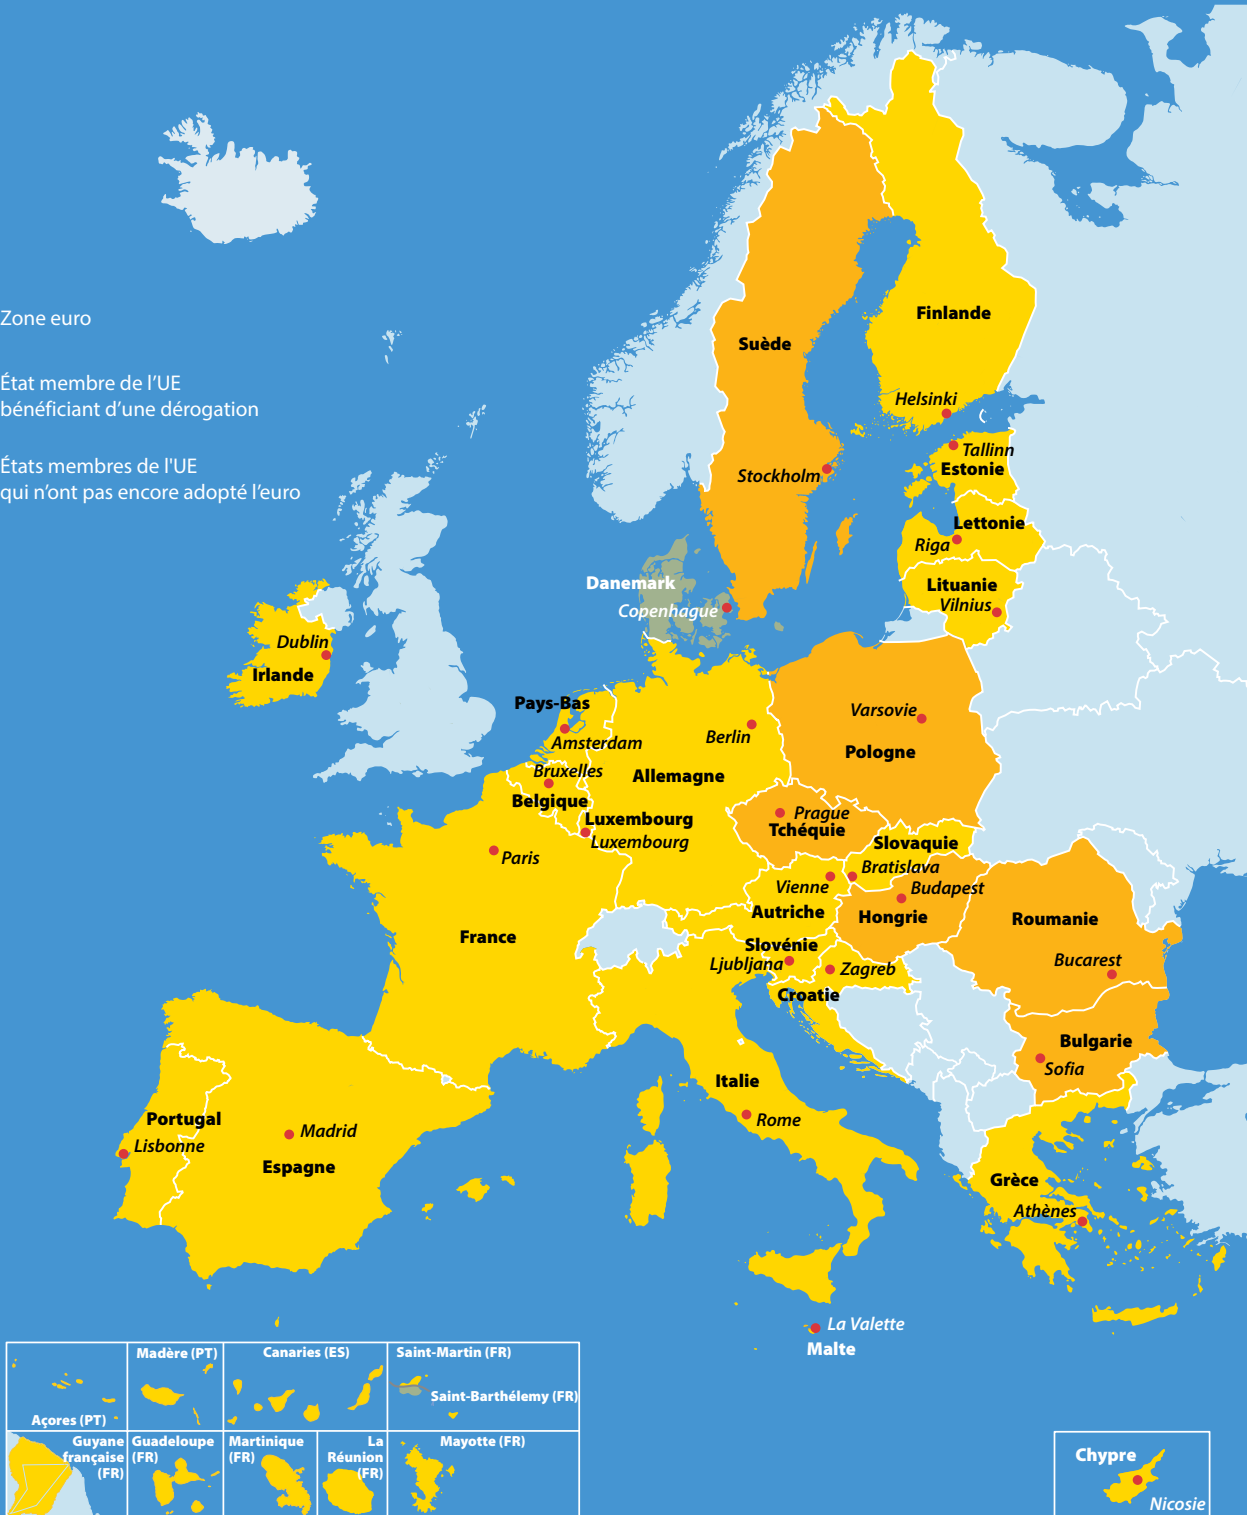 Zone euro
État membre de l’UE
bénéficiant d’une dérogation
États membres de l'UE
qui n’ont pas encore adopté l’euro
Finlande
Suède
Helsinki
Tallinn
Estonie
Stockholm
Lettonie
Riga
Danemark
Lituanie
Vilnius
Copenhague
Dublin
Irlande
Pays-Bas
Amsterdam
Berlin
Varsovie
Pologne
Bruxelles
Allemagne
Belgique
Luxembourg
Luxembourg
Prague
Tchéquie
Slovaquie
Paris
Bratislava
Vienne
Budapest
Autriche
Hongrie
Roumanie
France
Slovénie
Ljubljana
Zagreb
Bucarest
Croatie
Bulgarie
Sofia
Italie
Rome
Portugal
Lisbonne
Madrid
Espagne
Grèce
Athènes
La Valette
Malte
Açores (PT)
Madère (PT)
Canaries (ES)
Saint-Martin (FR)
Saint-Barthélemy (FR)
Guyane
française
(FR)
Guadeloupe
(FR)
Martinique
(FR)
La
Réunion
(FR)
Mayotte (FR)
Chypre
Nicosie